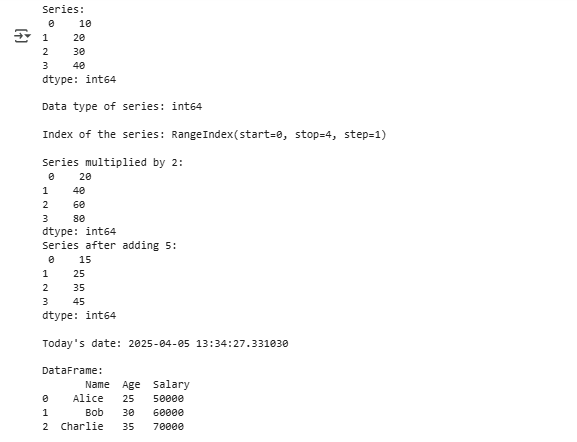 Series:
 0    10
1    20
2    30
3    40
dtype: int64

Data type of series: int64

Index of the series: RangeIndex(start=0, stop=4, step=1)

Series multiplied by 2:
 0    20
1    40
2    60
3    80
dtype: int64
Series after adding 5:
 0    15
1    25
2    35
3    45
dtype: int64

Today's date: 2025-04-05 13:34:27.331030

DataFrame:
       Name  Age  Salary
0    Alice   25   50000
1      Bob   30   60000
2  Charlie   35   70000